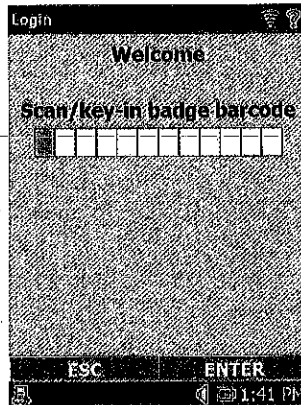 Login
Welcome
Scan/key-in badge barcode
ESC ENTER
1:41 PM